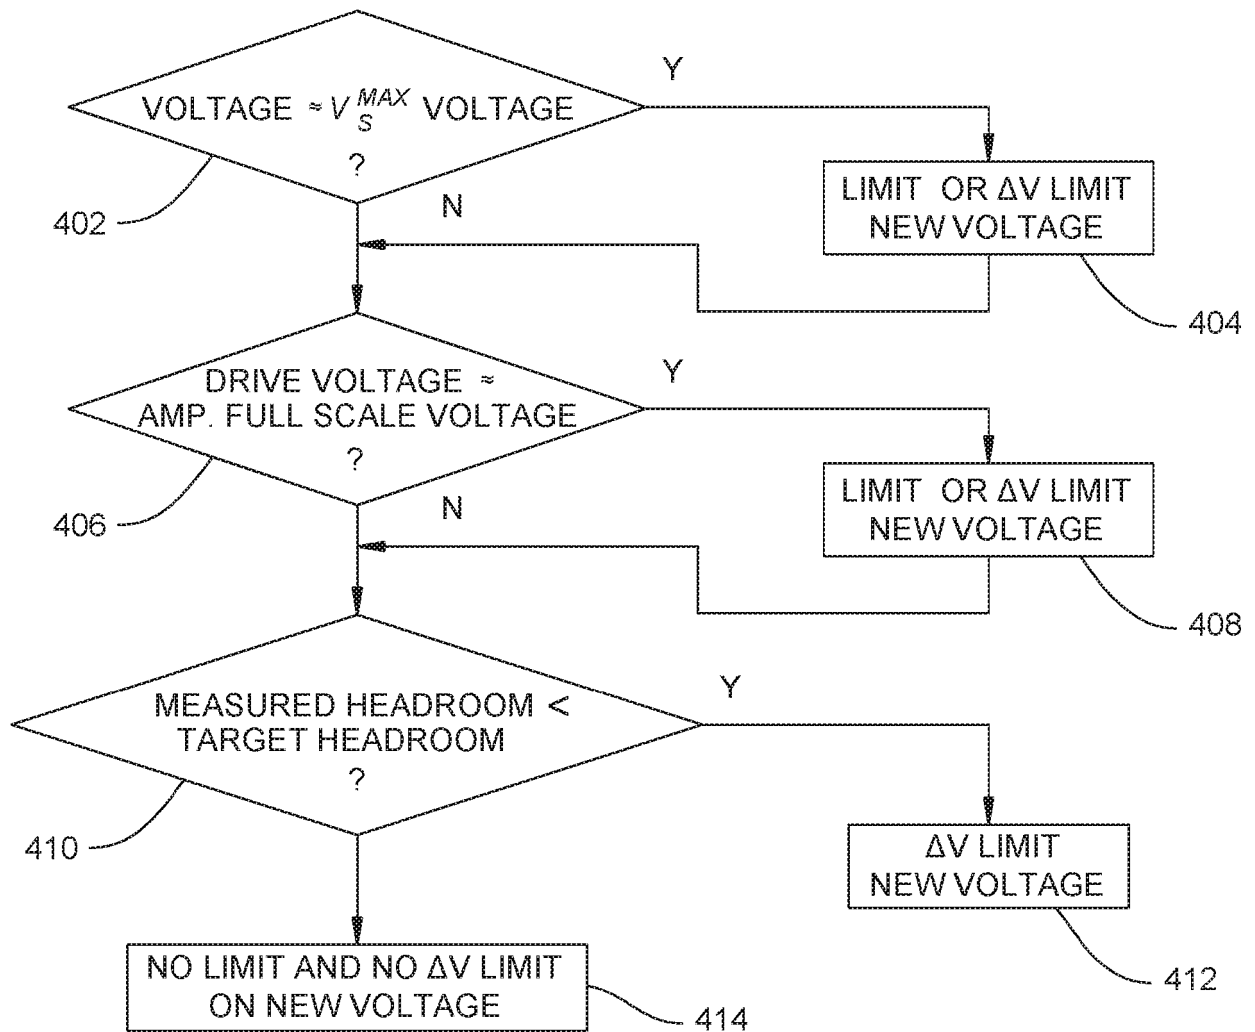 Y
VOLTAGE ≈ V_S^MAX VOLTAGE
?
LIMIT OR ΔV LIMIT
NEW VOLTAGE
402
N
404
Y
DRIVE VOLTAGE ≈
AMP. FULL SCALE VOLTAGE
?
LIMIT OR ΔV LIMIT
NEW VOLTAGE
406
N
408
Y
MEASURED HEADROOM <
TARGET HEADROOM
?
410
ΔV LIMIT
NEW VOLTAGE
412
NO LIMIT AND NO ΔV LIMIT
ON NEW VOLTAGE
414